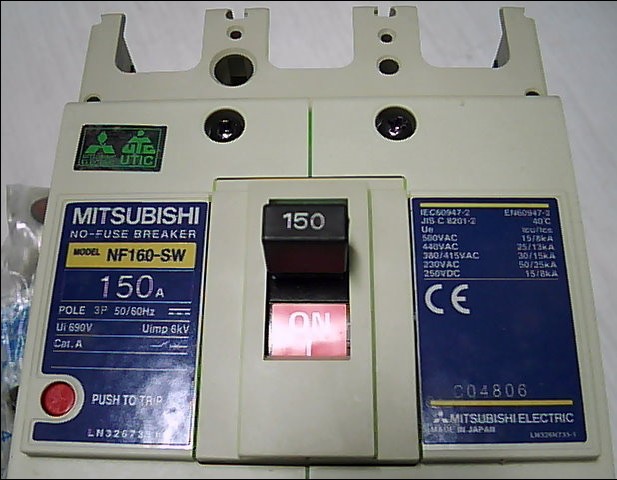 UTIC
MITSUBISHI
NO-FUSE BREAKER
MODEL NF160-SW
150A
POLE 3P 50/60Hz
Ui 690V Uimp 6kV
Cat. A
PUSH TO TRIP
150
ON
IEC60947-2 EN60947-2
JIS C 8201-2 40℃
Ue Icu/Ics
500VAC 15/8kA
440VAC 25/13kA
380/415VAC 30/15kA
230VAC 50/25kA
250VDC 15/8kA
CE
C04806
MITSUBISHI ELECTRIC
MADE IN JAPAN